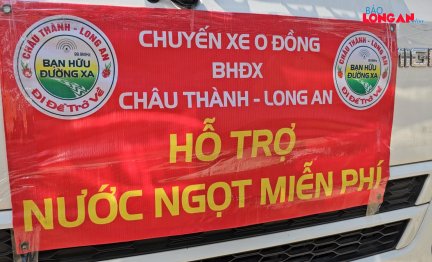 BÁO
LONGAN.VN
CHÂU THÀNH - LONG AN
BẠN HỮU
ĐƯỜNG XA
Đi Để Trở Về
CHUYẾN XE 0 ĐỒNG
BHĐX
CHÂU THÀNH - LONG AN
CHÂU THÀNH - LONG AN
BẠN HỮU
ĐƯỜNG XA
Đi Để Trở Về
HỖ TRỢ
NƯỚC NGỌT MIỄN PHÍ